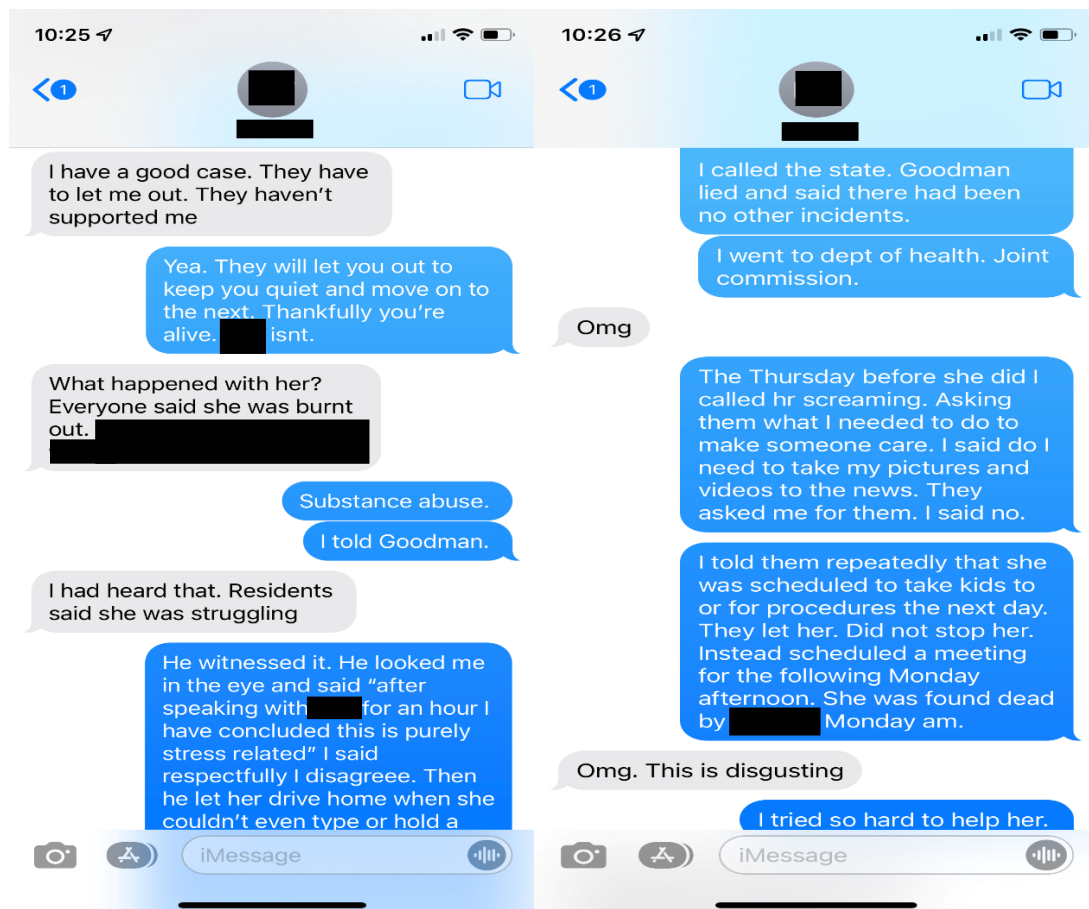 10:25
1
I have a good case. They have
to let me out. They haven't
supported me
Yea. They will let you out to
keep you quiet and move on to
the next. Thankfully you're
alive. isnt.
What happened with her?
Everyone said she was burnt
out.
Substance abuse.
I told Goodman.
I had heard that. Residents
said she was struggling
He witnessed it. He looked me
in the eye and said "after
speaking with for an hour I
have concluded this is purely
stress related" I said
respectfully I disagreee. Then
he let her drive home when she
couldn't even type or hold a
iMessage
10:26
1
I called the state. Goodman
lied and said there had been
no other incidents.
I went to dept of health. Joint
commission.
Omg
The Thursday before she did I
called hr screaming. Asking
them what I needed to do to
make someone care. I said do I
need to take my pictures and
videos to the news. They
asked me for them. I said no.
I told them repeatedly that she
was scheduled to take kids to
or for procedures the next day.
They let her. Did not stop her.
Instead scheduled a meeting
for the following Monday
afternoon. She was found dead
by Monday am.
Omg. This is disgusting
I tried so hard to help her.
iMessage